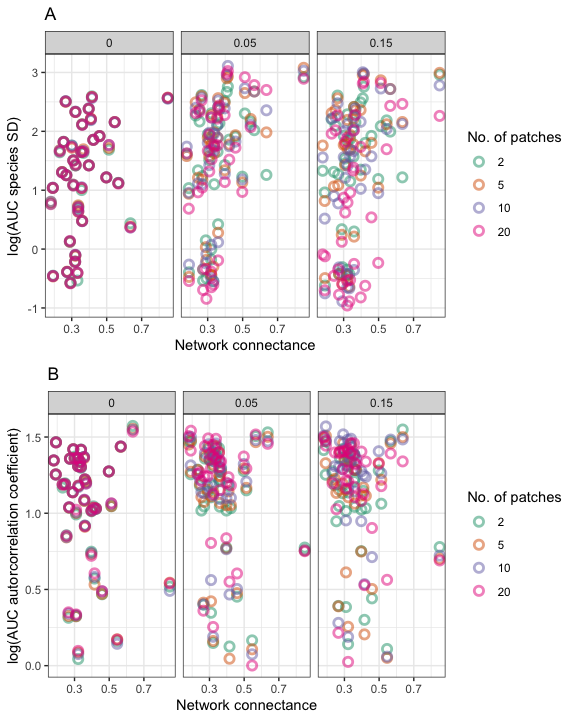 A
0
0.05
0.15
log(AUC species SD)
3
2
1
0
-1
0.3 0.5 0.7
0.3 0.5 0.7
0.3 0.5 0.7
Network connectance
No. of patches
2
5
10
20
B
0
0.05
0.15
log(AUC autorcorrelation coefficient)
1.5
1.0
0.5
0.0
0.3 0.5 0.7
0.3 0.5 0.7
0.3 0.5 0.7
Network connectance
No. of patches
2
5
10
20